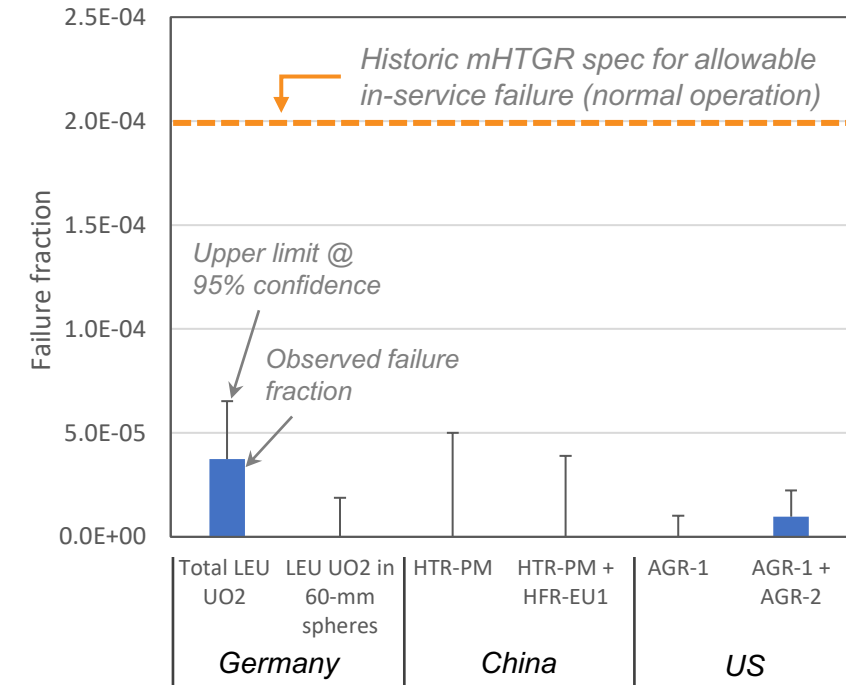 2.5E-04
Historic mHTGR spec for allowable
in-service failure (normal operation)
2.0E-04
1.5E-04
Upper limit @
95% confidence
Failure fraction
1.0E-04
Observed failure
fraction
5.0E-05
0.0E+00
Total LEU
UO2
LEU UO2 in
60-mm
spheres
HTR-PM
HTR-PM +
HFR-EU1
AGR-1
AGR-1 +
AGR-2
Germany
China
US